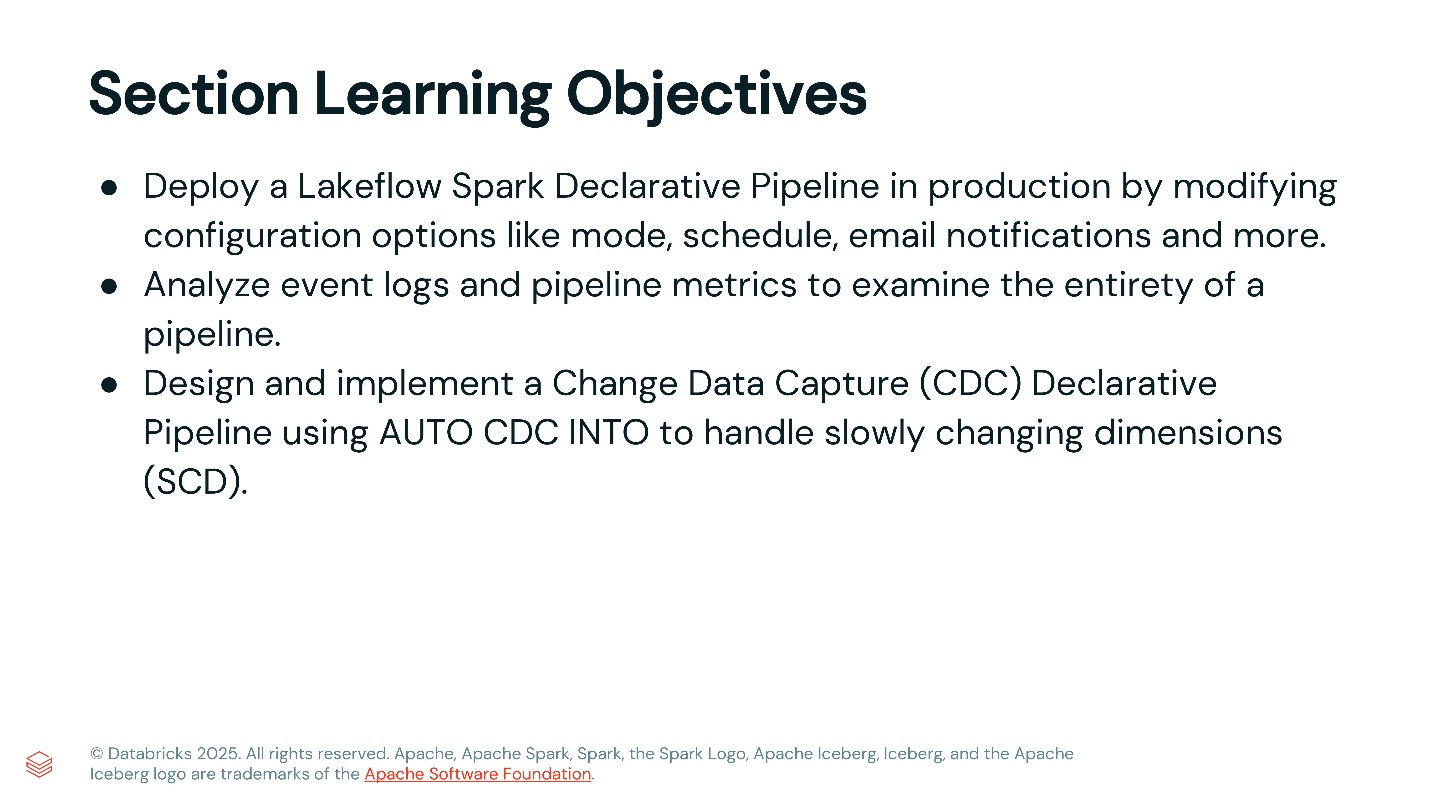 Section Learning Objectives
● Deploy a Lakeflow Spark Declarative Pipeline in production by modifying
configuration options like mode, schedule, email notifications and more.
● Analyze event logs and pipeline metrics to examine the entirety of a
pipeline.
● Design and implement a Change Data Capture (CDC) Declarative
Pipeline using AUTO CDC INTO to handle slowly changing dimensions
(SCD).
© Databricks 2025. All rights reserved. Apache, Apache Spark, Spark, the Spark Logo, Apache Iceberg, Iceberg, and the Apache
Iceberg logo are trademarks of the Apache Software Foundation.